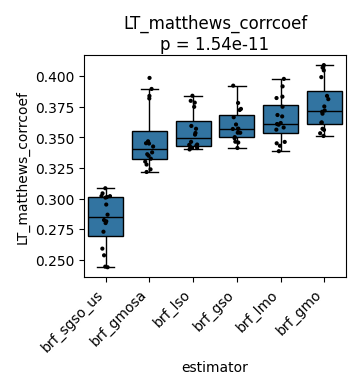 LT_matthews_corrcoef
p = 1.54e-11
LT_matthews_corrcoef
0.400
0.375
0.350
0.325
0.300
0.275
0.250
brf_sgso_us
brf_gmosa
brf_lso
brf_gso
brf_lmo
brf_gmo
estimator